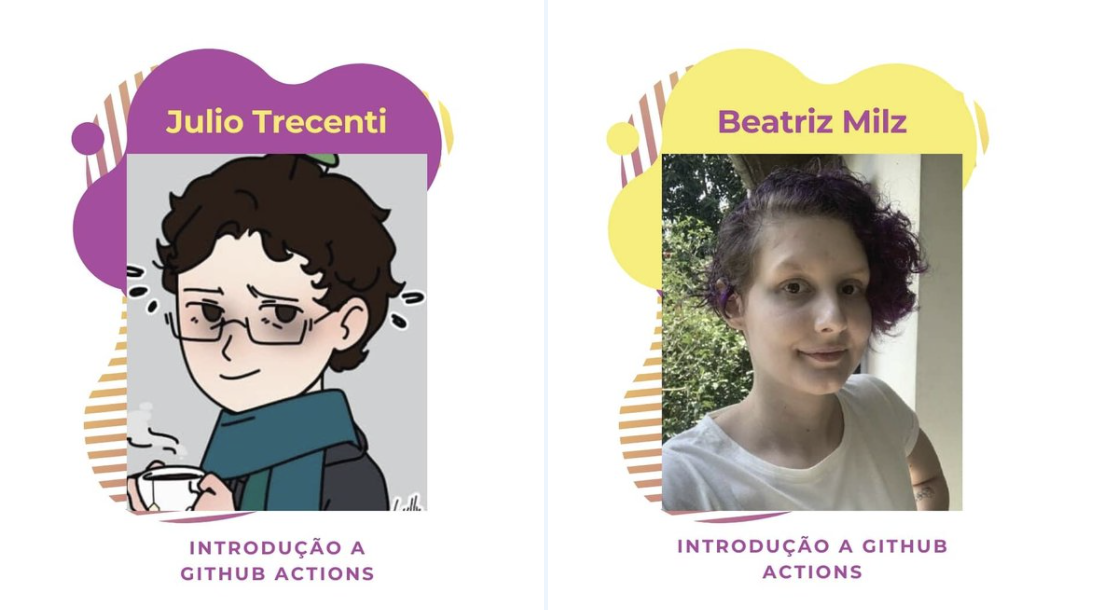 Julio Trecenti
INTRODUÇÃO A
GITHUB ACTIONS
Beatriz Milz
INTRODUÇÃO A GITHUB
ACTIONS